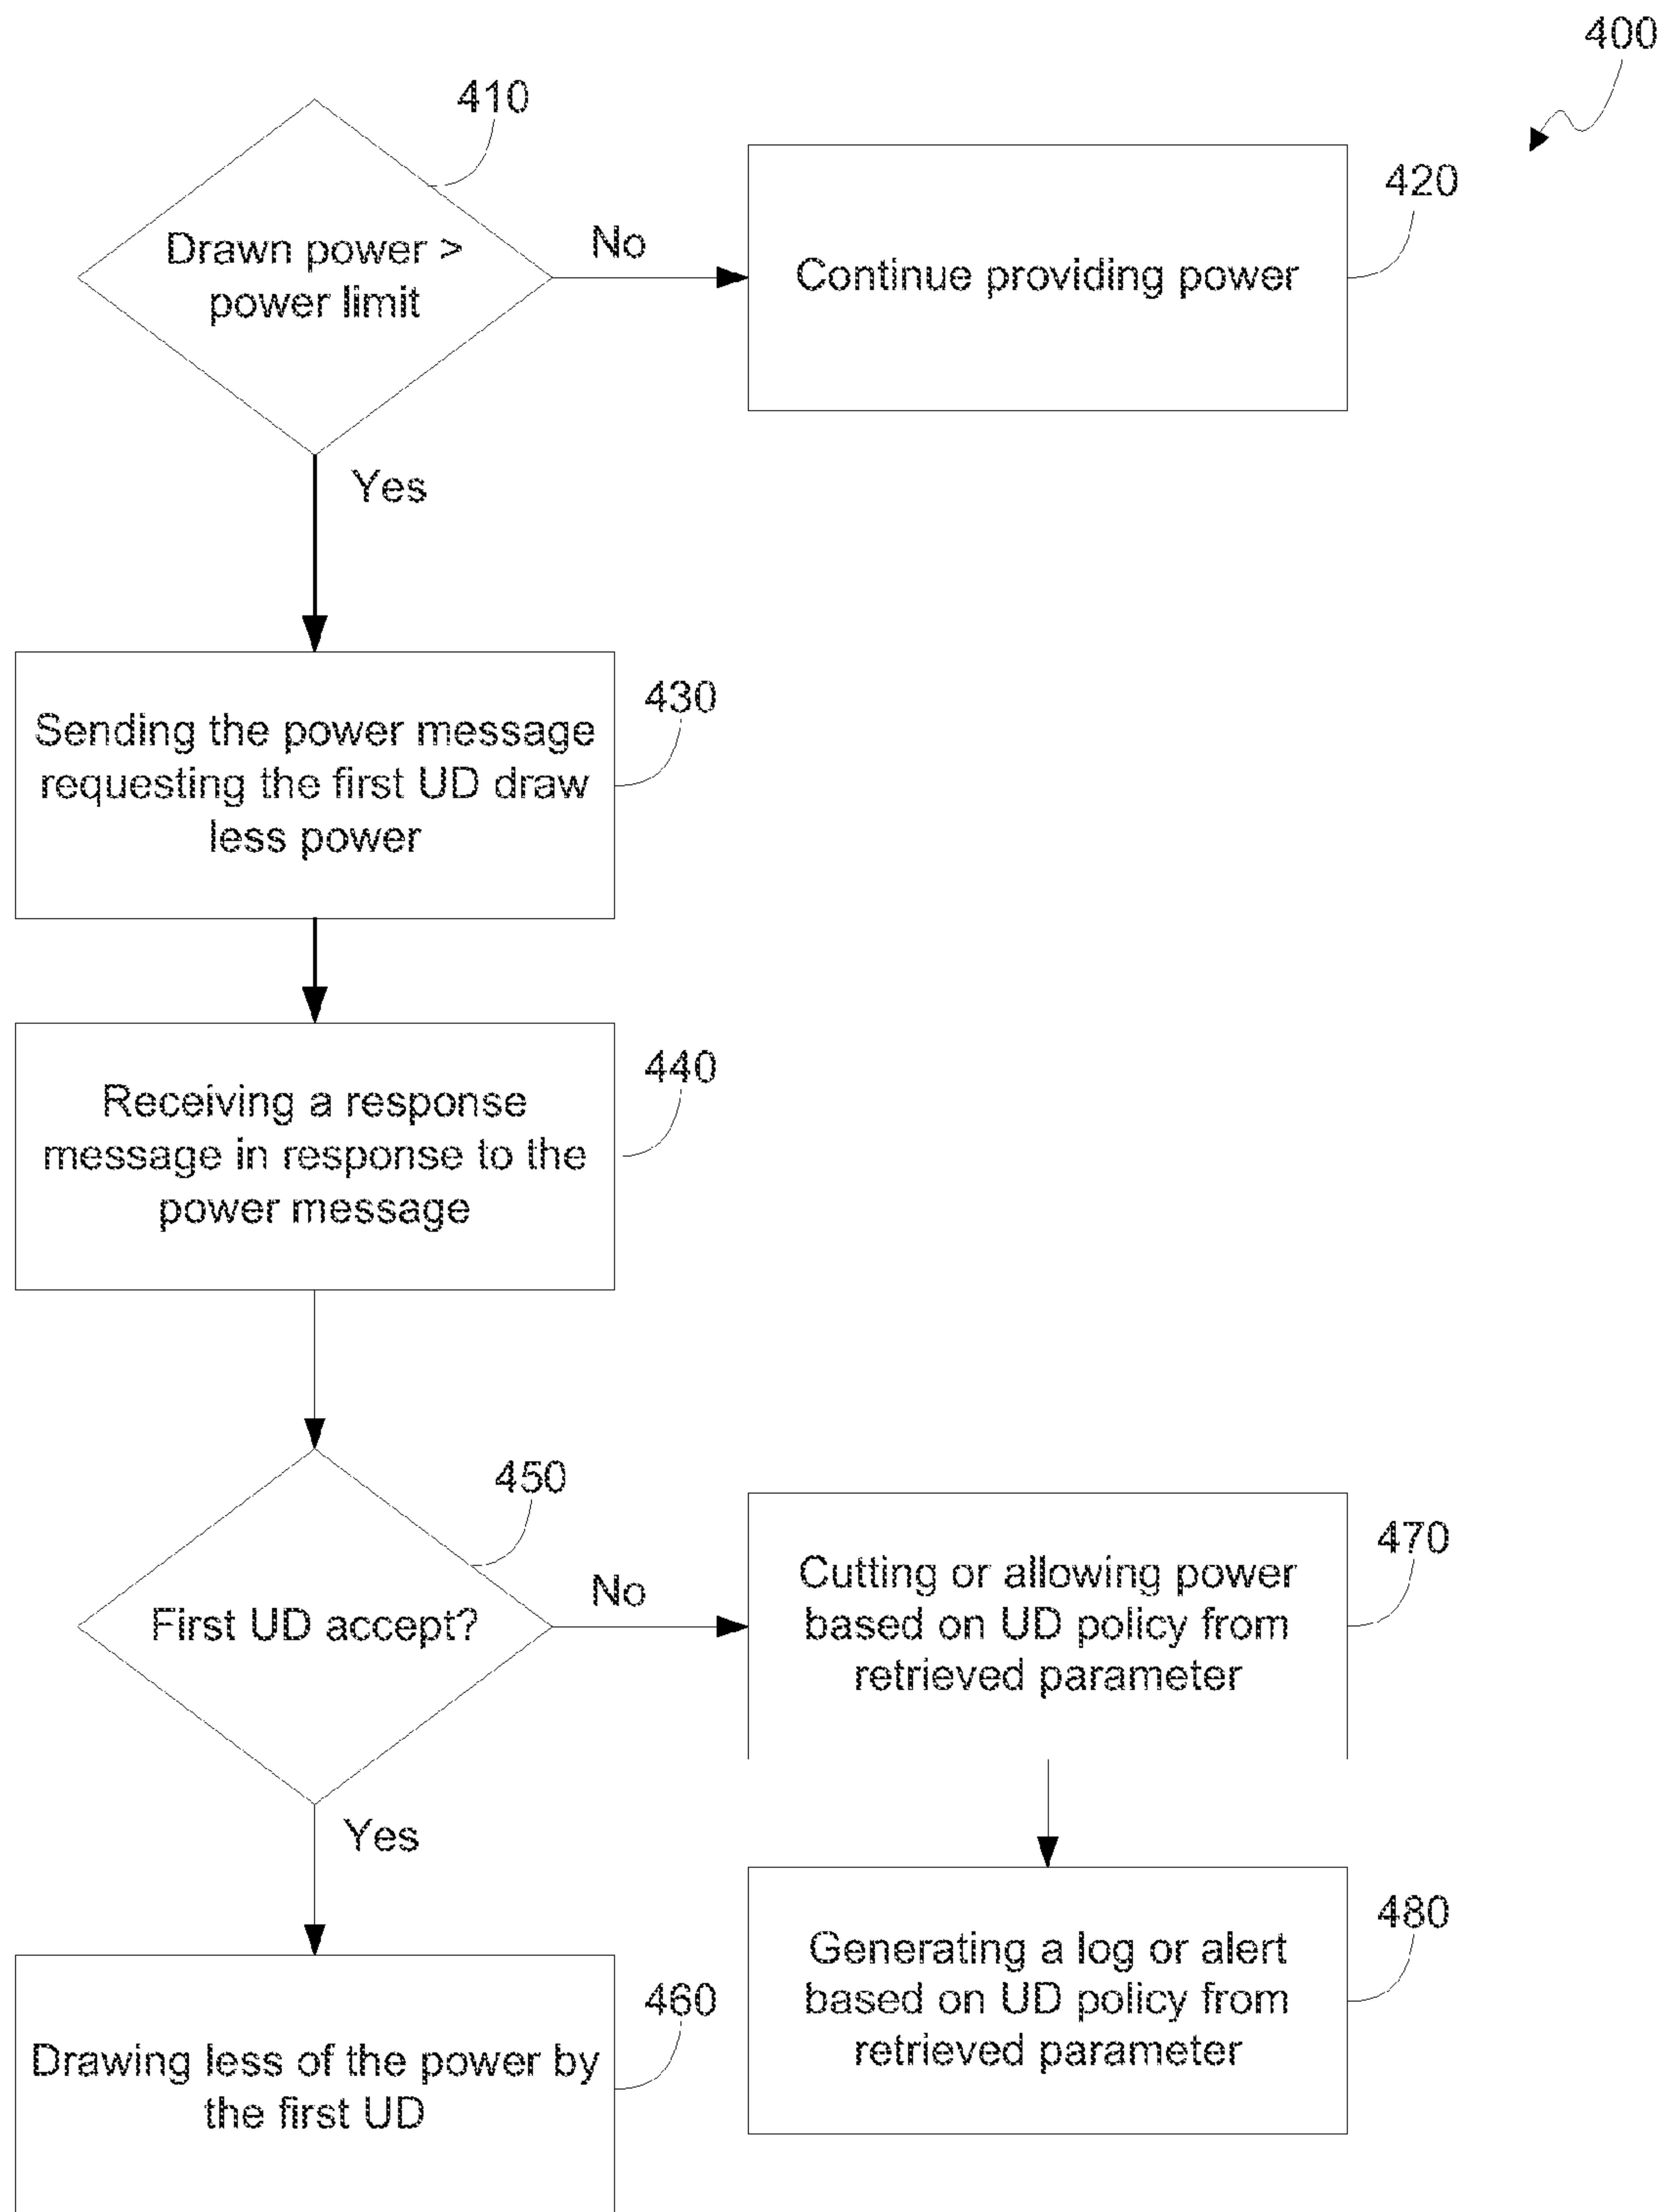 400
410
Drawn power >
power limit
No
420
Continue providing power
Yes
430
Sending the power message
requesting the first UD draw
less power
440
Receiving a response
message in response to the
power message
450
First UD accept?
No
470
Cutting or allowing power
based on UD policy from
retrieved parameter
Yes
460
Drawing less of the power by
the first UD
480
Generating a log or alert
based on UD policy from
retrieved parameter